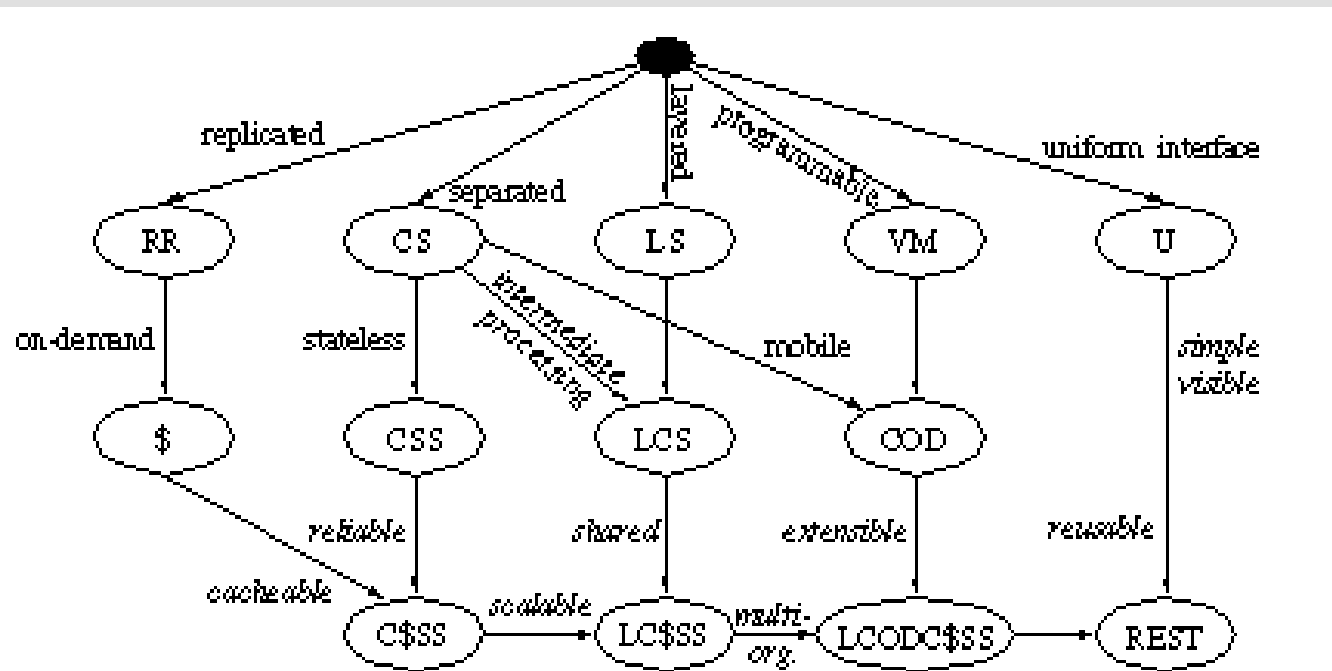 layered
programmable
replicated
uniform interface
separated
RR
CS
LS
VM
U
intermediate
processing
on-demand
stateless
mobile
simple
visible
$
CSS
LCS
COD
reliable
shared
extensible
reusable
cacheable
scalable
multi-
org.
C$SS
LC$SS
LCODC$SS
REST